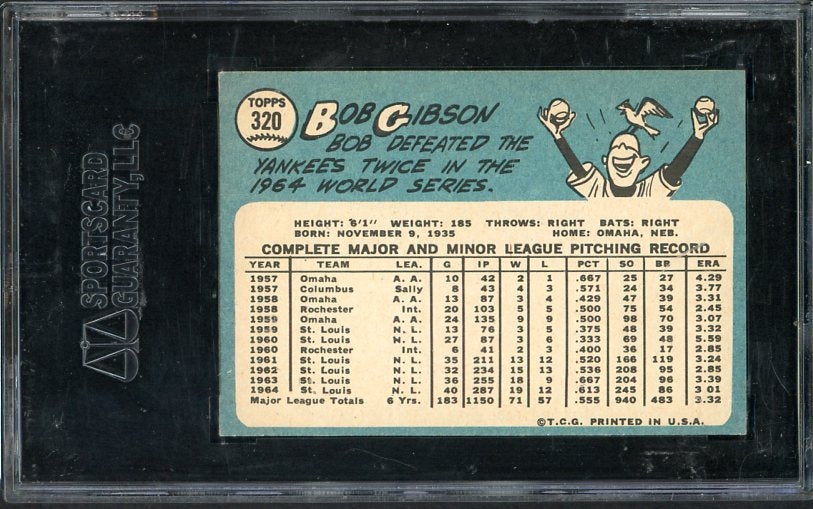 SPORTSCARD
GUARANTY, LLC
TOPPS
320
BOB GIBSON
BOB DEFEATED THE
YANKEES TWICE IN THE
1964 WORLD SERIES.
HEIGHT: 6'1" WEIGHT: 185 THROWS: RIGHT BATS: RIGHT
BORN: NOVEMBER 9, 1935 HOME: OMAHA, NEB.
COMPLETE MAJOR AND MINOR LEAGUE PITCHING RECORD
YEAR TEAM LEA. G IP W L PCT SO BB ERA
1957 Omaha A. A. 10 42 2 1 .667 25 27 4.29
1957 Columbus Sally 8 43 4 3 .571 24 34 3.77
1958 Omaha A. A. 13 87 3 4 .429 47 39 3.31
1958 Rochester Int. 20 103 5 5 .500 75 54 2.45
1959 Omaha A. A. 24 135 9 9 .500 98 70 3.07
1959 St. Louis N. L. 13 76 3 5 .375 48 39 3.32
1960 St. Louis N. L. 27 87 3 6 .333 69 48 5.59
1960 Rochester Int. 6 41 2 3 .400 36 17 2.85
1961 St. Louis N. L. 35 211 13 12 .520 166 119 3.24
1962 St. Louis N. L. 32 234 15 13 .536 208 95 2.85
1963 St. Louis N. L. 36 255 18 9 .667 204 96 3.39
1964 St. Louis N. L. 40 287 19 12 .613 245 86 3.01
Major League Totals 6 Yrs. 183 1150 71 57 .555 940 483 3.32
©T.C.G. PRINTED IN U.S.A.